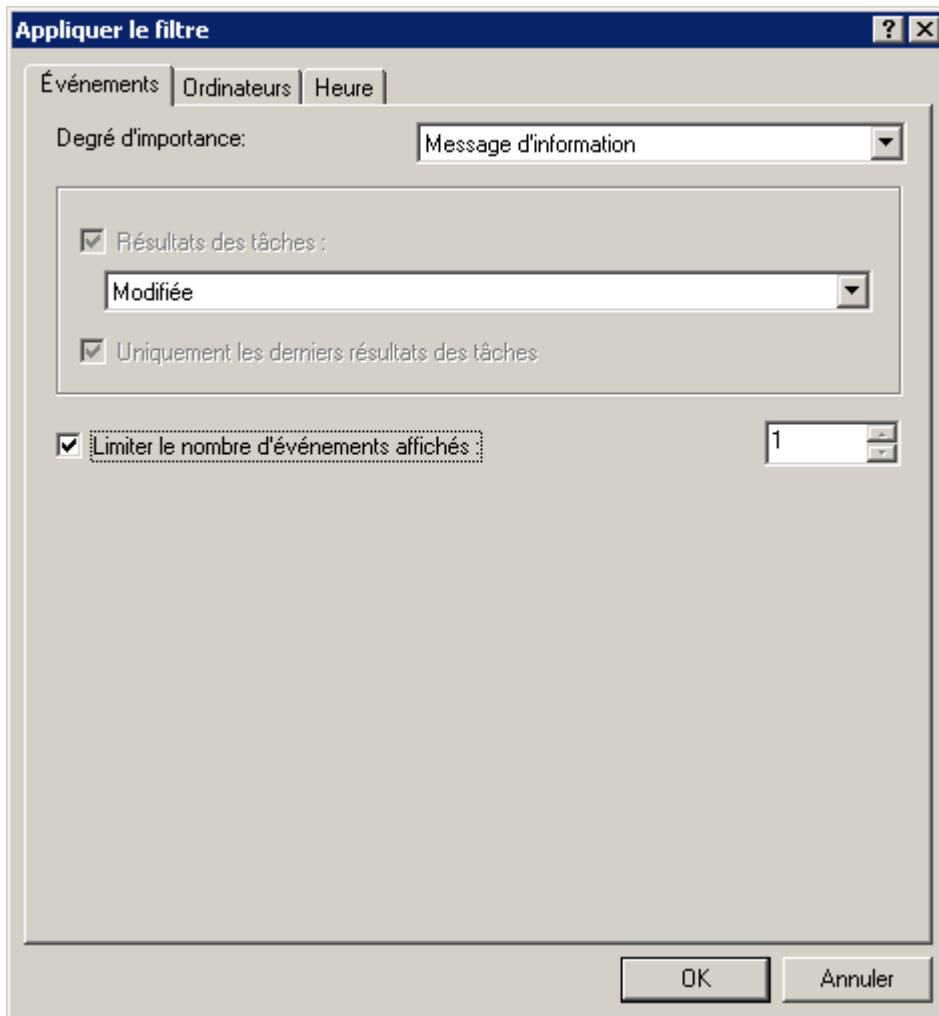 Appliquer le filtre
Événements Ordinateurs Heure
Degré d'importance: Message d'information
Résultats des tâches :
Modifiée
Uniquement les derniers résultats des tâches
Limiter le nombre d'événements affichés : 1
OK Annuler